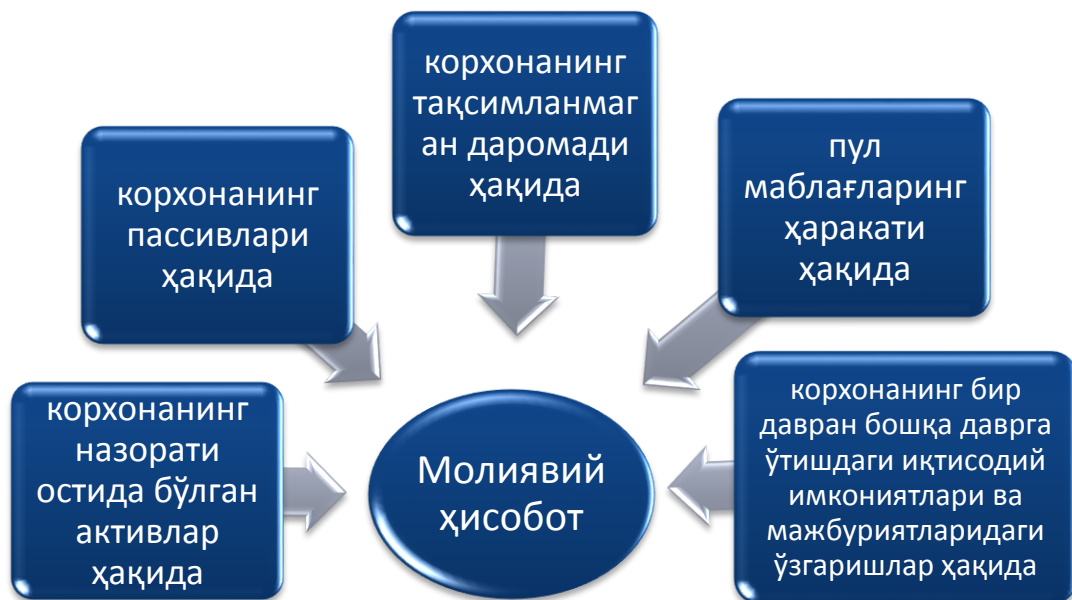 корхонанинг
тақсимланмаг
ан даромади
ҳақида
корхонанинг
пассивлари
ҳақида
пул
маблағларинг
ҳаракати
ҳақида
корхонанинг
назорати
остида бўлган
активлар
ҳақида
Молиявий
ҳисобот
корхонанинг бир
давран бошқа даврга
ўтишдаги иқтисодий
имкониятлари ва
мажбуриятларидаги
ўзгаришлар ҳақида